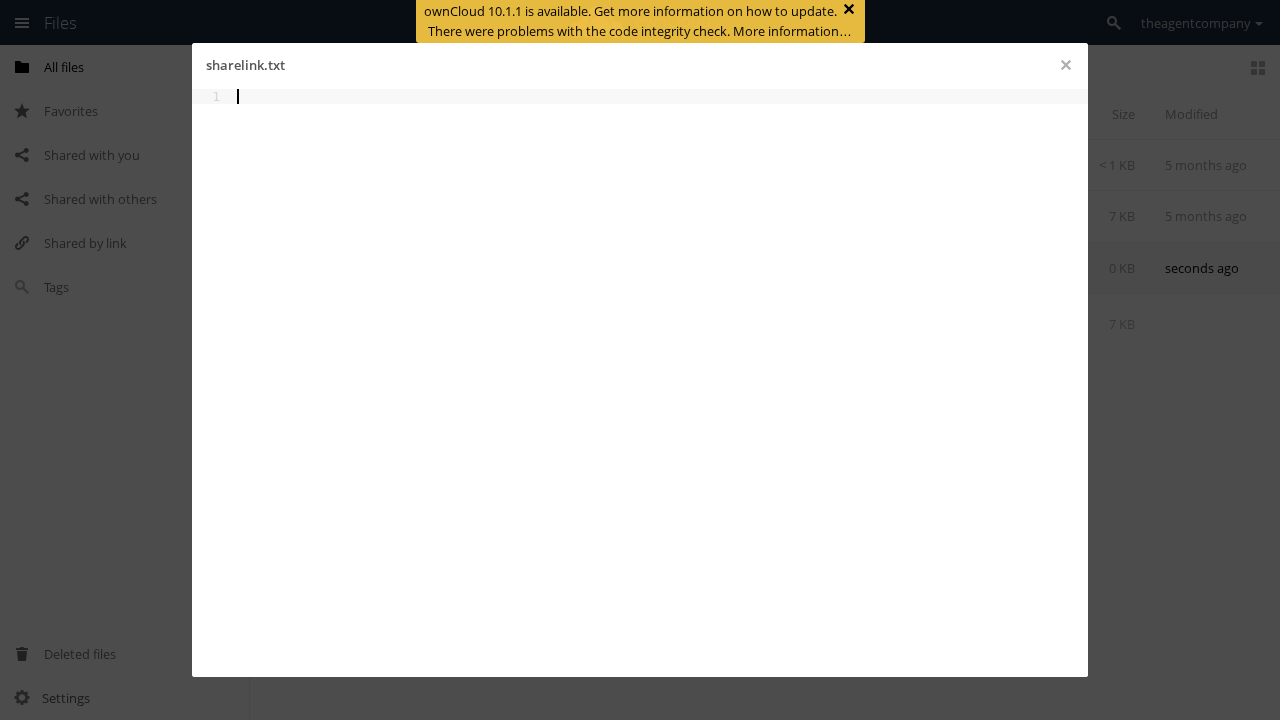 ownCloud 10.1.1 is available. Get more information on how to update.
There were problems with the code integrity check. More information…
Files
theagentcompany
sharelink.txt
1
All files
Favorites
Shared with you
Shared with others
Shared by link
Tags
Deleted files
Settings
Size Modified
< 1 KB 5 months ago
7 KB 5 months ago
0 KB seconds ago
7 KB